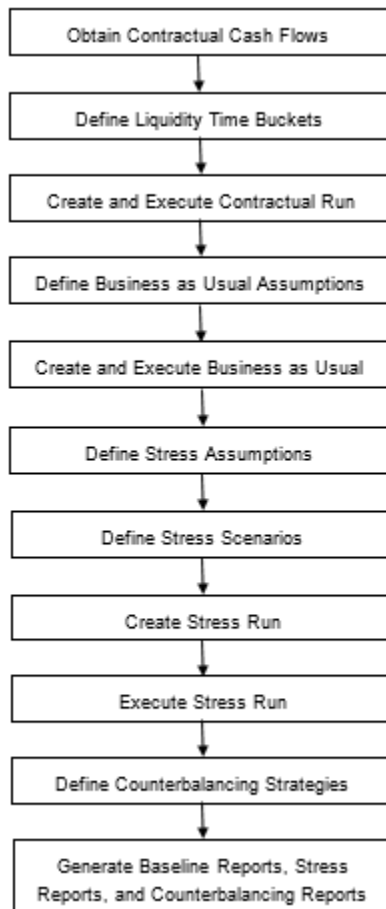 Obtain Contractual Cash Flows
Define Liquidity Time Buckets
Create and Execute Contractual Run
Define Business as Usual Assumptions
Create and Execute Business as Usual
Define Stress Assumptions
Define Stress Scenarios
Create Stress Run
Execute Stress Run
Define Counterbalancing Strategies
Generate Baseline Reports, Stress
Reports, and Counterbalancing Reports